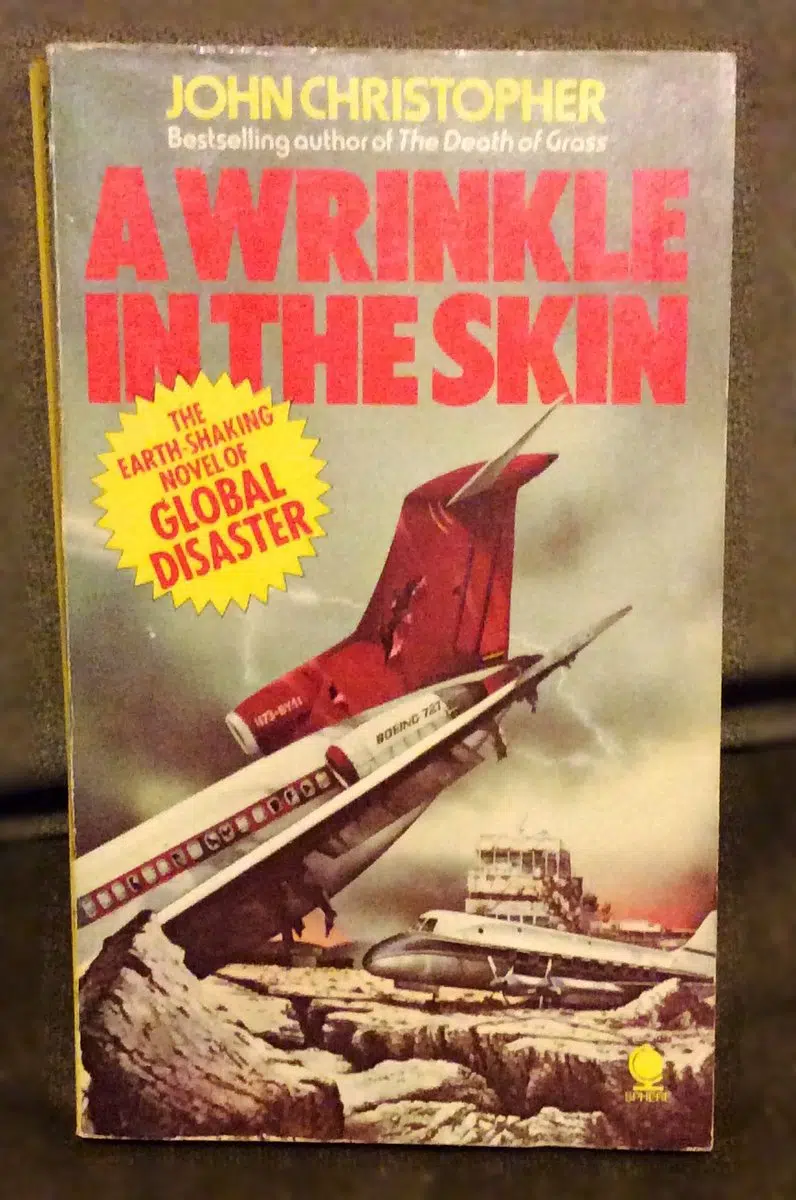 JOHN CHRISTOPHER
Bestselling author of The Death of Grass
A WRINKLE
IN THE SKIN
THE
EARTH-SHAKING
NOVEL OF
GLOBAL
DISASTER
BOEING 727
SPHERE